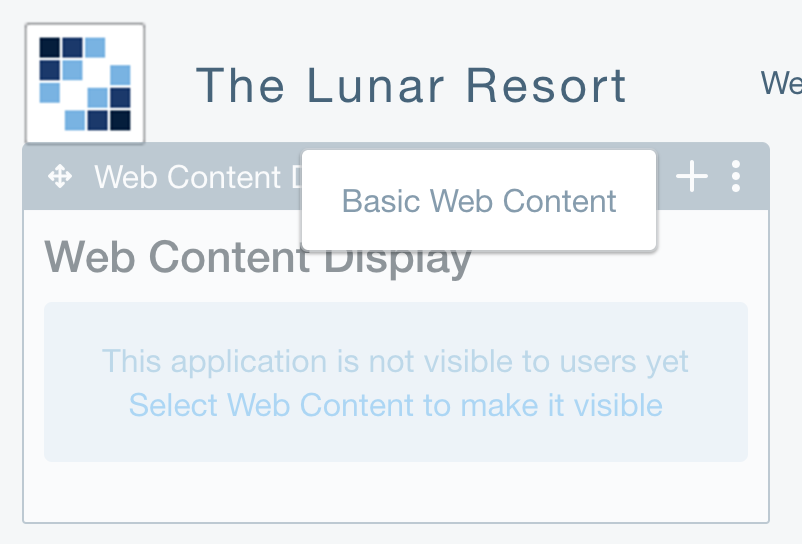 The Lunar Resort
We
Web Content D
Basic Web Content
Web Content Display
This application is not visible to users yet
Select Web Content to make it visible